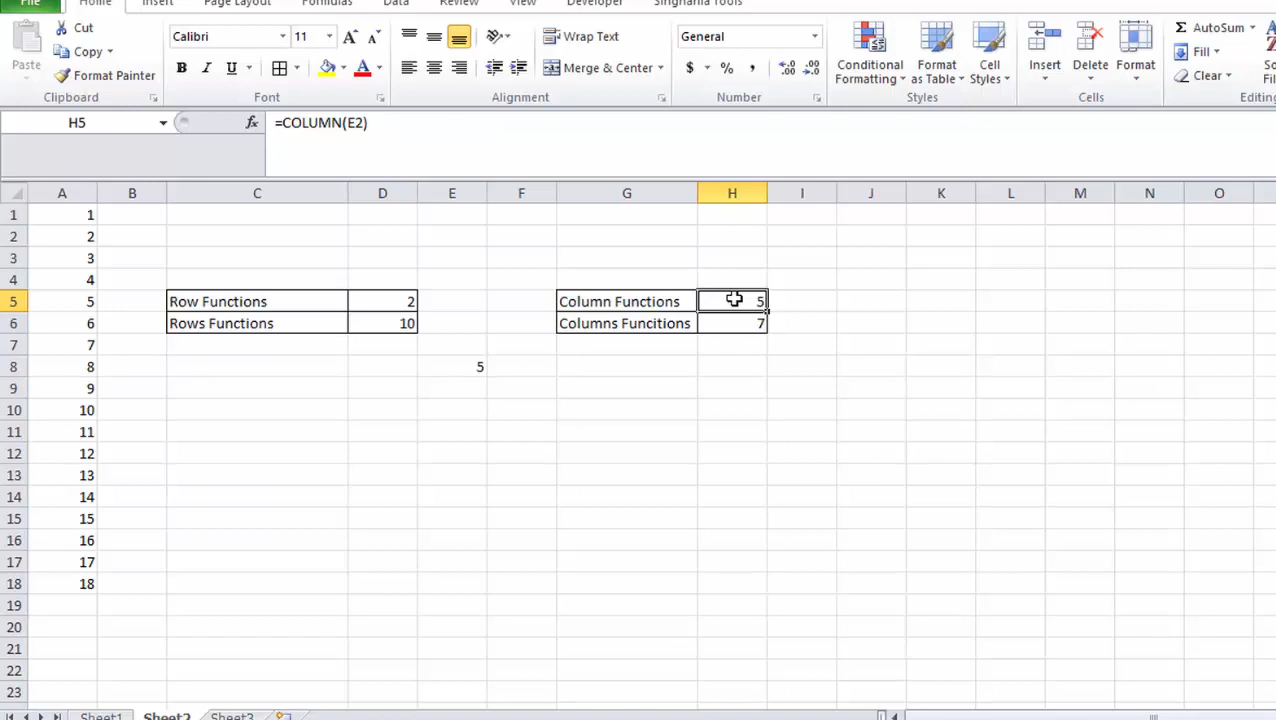 File Home Insert Page Layout Formulas Data Review View Developer Singhania Tools
Paste Cut Calibri 11 Wrap Text General Conditional Formatting Format as Table Cell Styles Insert Delete Format AutoSum
Copy Fill
Format Painter B I U A Merge & Center $ % , Clear
Clipboard Font Alignment Number Styles Cells Editing
H5 fx =COLUMN(E2)
A B C D E F G H I J K L M N O
1 1
2 2
3 3
4 4
5 5 Row Functions 2 Column Functions 5
6 6 Rows Functions 10 Columns Funcitions 7
7 7
8 8 5
9 9
10 10
11 11
12 12
13 13
14 14
15 15
16 16
17 17
18 18
19
20
21
22
23
Sheet1 Sheet2 Sheet3